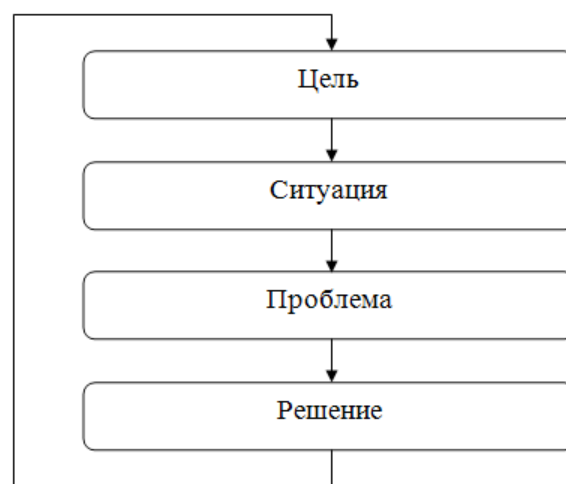 Цель
Ситуация
Проблема
Решение